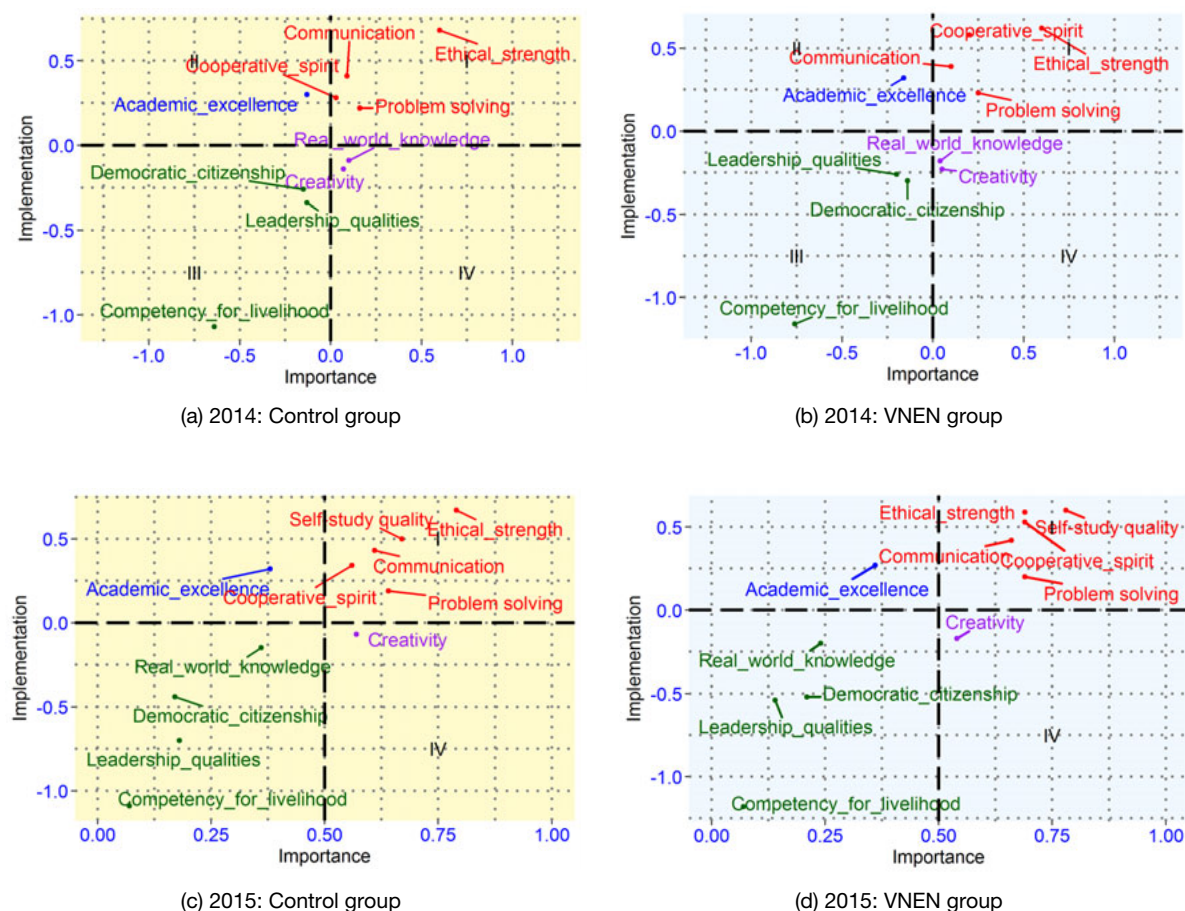 Communication
Ethical_strength
II
I
Cooperative_spirit
Academic_excellence
Problem solving
Real_world_knowledge
Democratic_citizenship
Creativity
Leadership_qualities
III
IV
Competency_for_livelihood
0.5
0.0
-0.5
-1.0
Implementation
-1.0 -0.5 0.0 0.5 1.0
Importance
(a) 2014: Control group
Cooperative_spirit
II
I
Communication
Ethical_strength
Academic_excellence
Problem solving
Real_world_knowledge
Leadership_qualities
Creativity
Democratic_citizenship
III
IV
Competency_for_livelihood
0.5
0.0
-0.5
-1.0
Implementation
-1.0 -0.5 0.0 0.5 1.0
Importance
(b) 2014: VNEN group
Self-study quality
Ethical_strength
I
Communication
Academic_excellence
Cooperative_spirit
Problem solving
Creativity
Real_world_knowledge
Democratic_citizenship
Leadership_qualities
IV
Competency_for_livelihood
0.5
0.0
-0.5
-1.0
Implementation
0.00 0.25 0.50 0.75 1.00
Importance
(c) 2015: Control group
Ethical_strength
Self-study quality
I
Communication
Cooperative_spirit
Academic_excellence
Problem solving
Creativity
Real_world_knowledge
Democratic_citizenship
Leadership_qualities
IV
Competency_for_livelihood
0.5
0.0
-0.5
-1.0
Implementation
0.00 0.25 0.50 0.75 1.00
Importance
(d) 2015: VNEN group